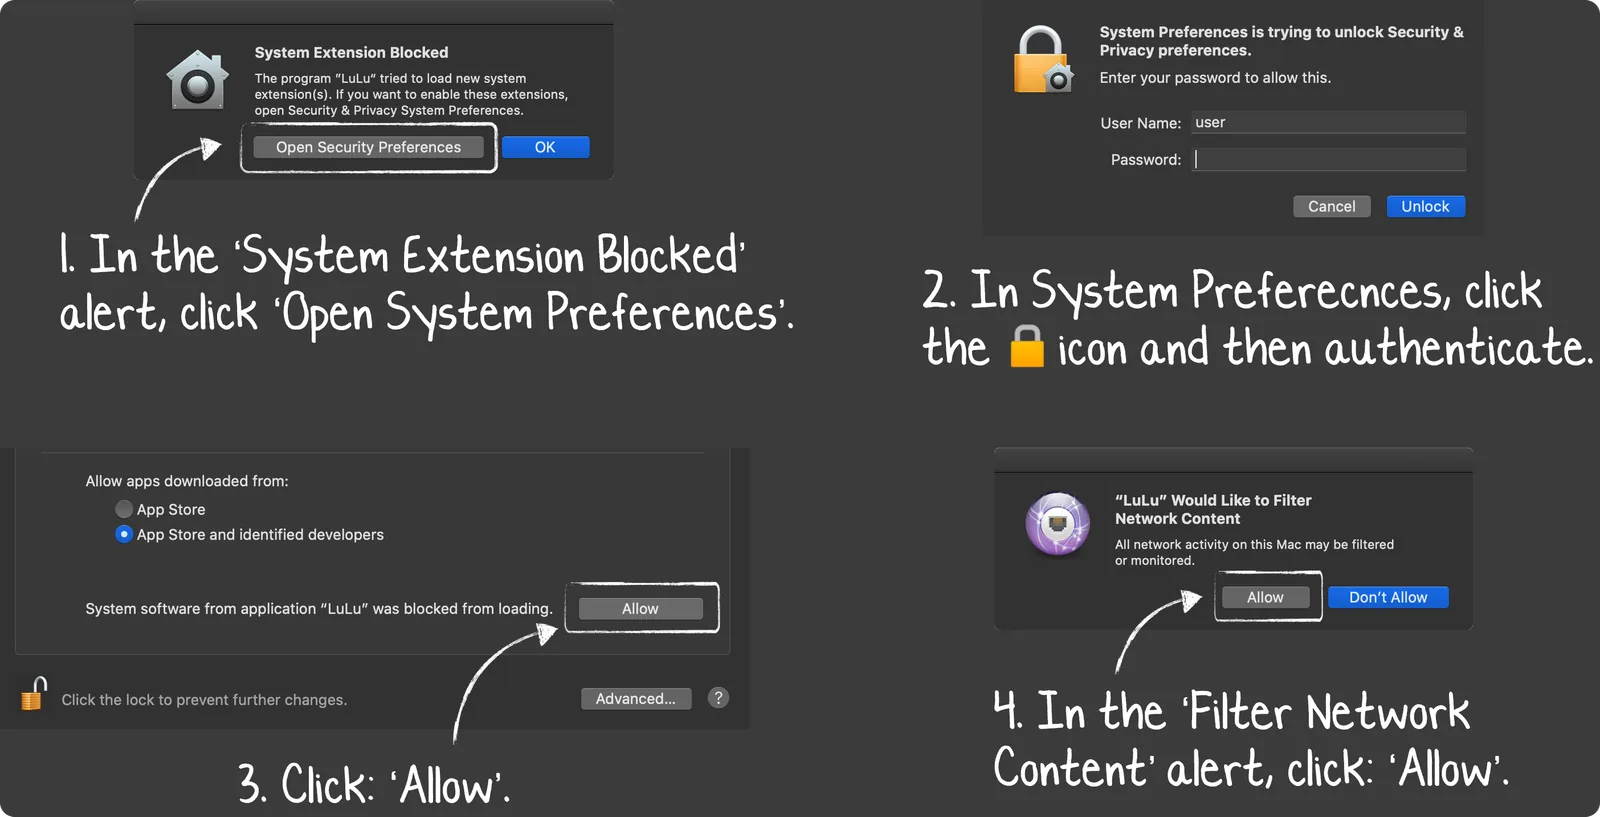 System Extension Blocked
The program "LuLu" tried to load new system
extension(s). If you want to enable these extensions,
open Security & Privacy System Preferences.
Open Security Preferences
OK
1. In the 'System Extension Blocked'
alert, click 'Open System Preferences'.
System Preferences is trying to unlock Security &
Privacy preferences.
Enter your password to allow this.
User Name: user
Password:
Cancel
Unlock
2. In System Preferecnces, click
the icon and then authenticate.
Allow apps downloaded from:
App Store
App Store and identified developers
System software from application "LuLu" was blocked from loading.
Allow
Click the lock to prevent further changes.
Advanced...
?
3. Click: 'Allow'.
“LuLu” Would Like to Filter
Network Content
All network activity on this Mac may be filtered
or monitored.
Allow
Don't Allow
4. In the 'Filter Network
Content' alert, click: 'Allow'.